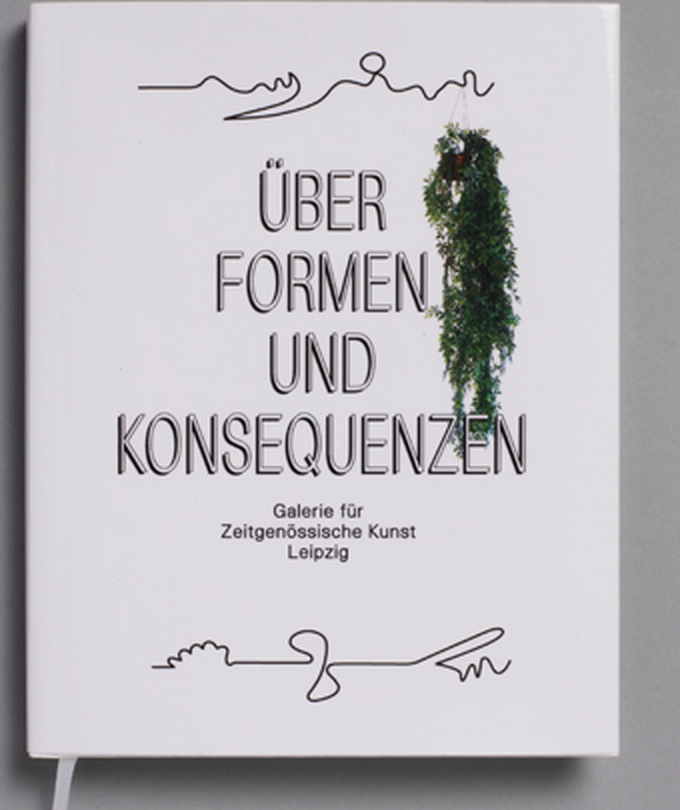 ÜBER
FORMEN
UND
KONSEQUENZEN
Galerie für
Zeitgenössische Kunst
Leipzig